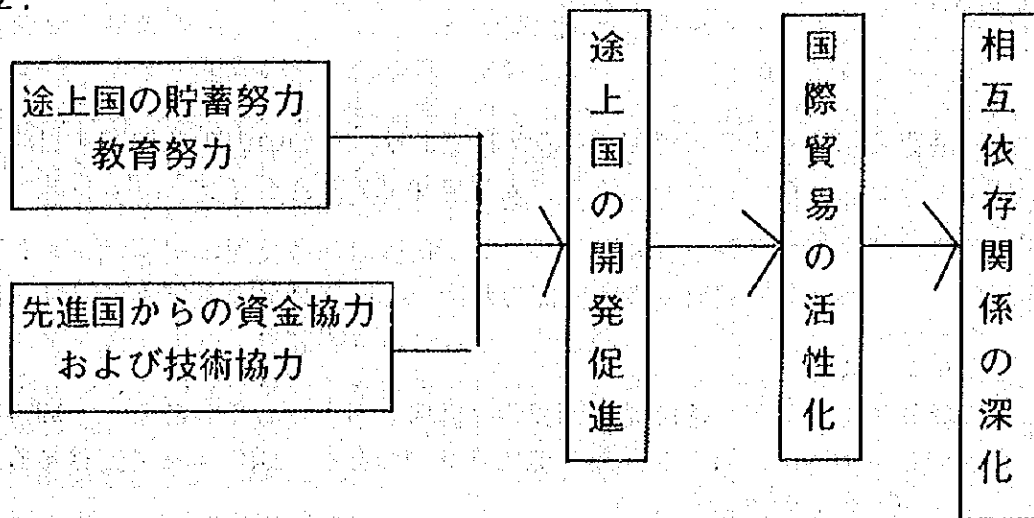 2.
途上国の貯蓄努力
教育努力
先進国からの資金協力
および技術協力
途上国の開発促進
国際貿易の活性化
相互依存関係の深化